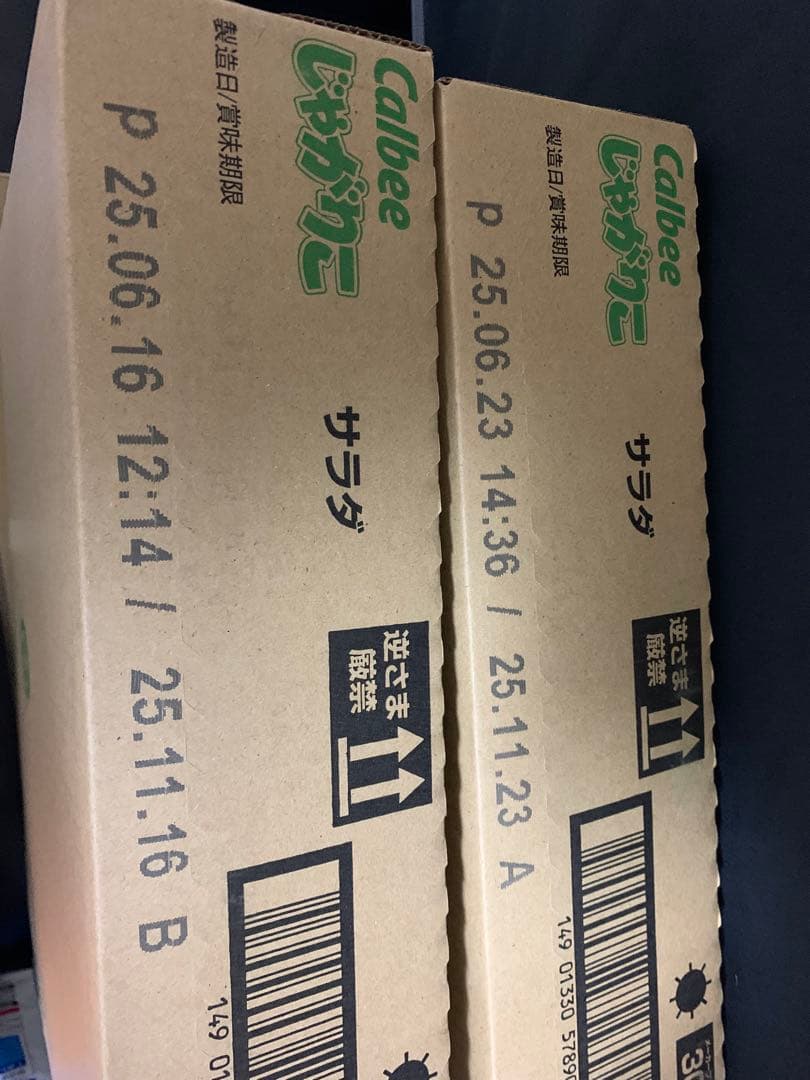 Calbee
じゃがりこ
サラダ
製造日/賞味期限
p 25.06.16 12:14 / 25.11.16 B
逆さま
厳禁
149 01
Calbee
じゃがりこ
サラダ
製造日/賞味期限
p 25.06.23 14:36 / 25.11.23 A
逆さま
厳禁
149 01330 5789